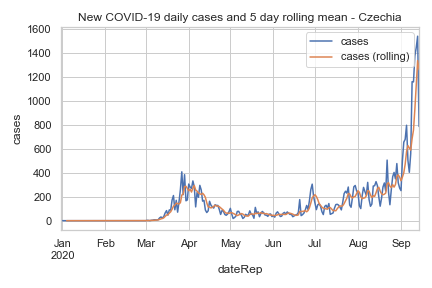 New COVID-19 daily cases and 5 day rolling mean - Czechia
cases
cases (rolling)
1600
1400
1200
1000
800
600
400
200
0
cases
Jan Feb Mar Apr May Jun Jul Aug Sep
2020
dateRep